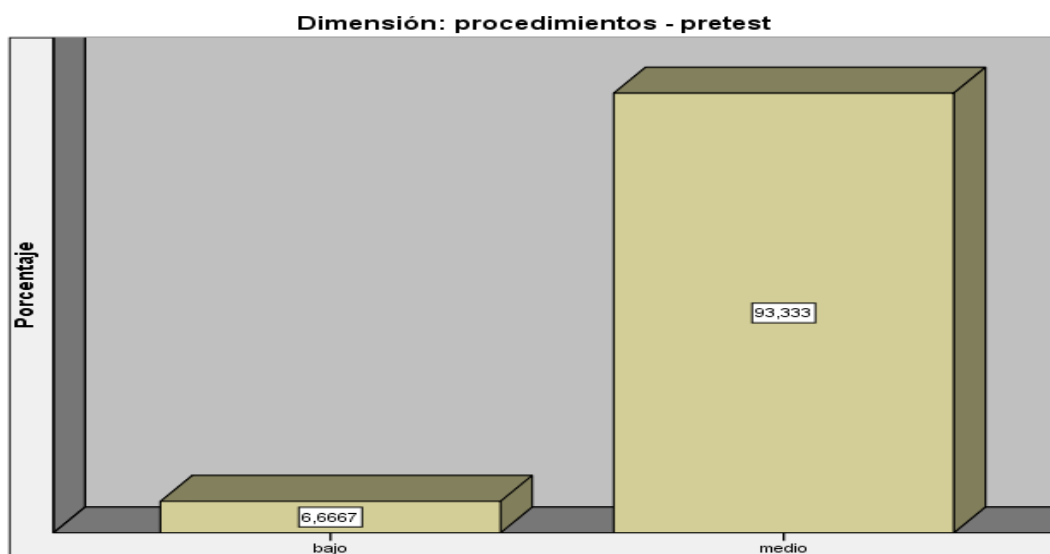 Dimensión: procedimientos - pretest
Porcentaje
93,333
6,6667
bajo
medio